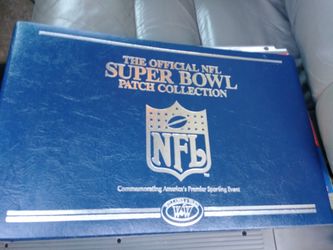 THE OFFICIAL NFL
SUPER BOWL
PATCH COLLECTION
NFL
Commemorating America's Premier Sporting Event